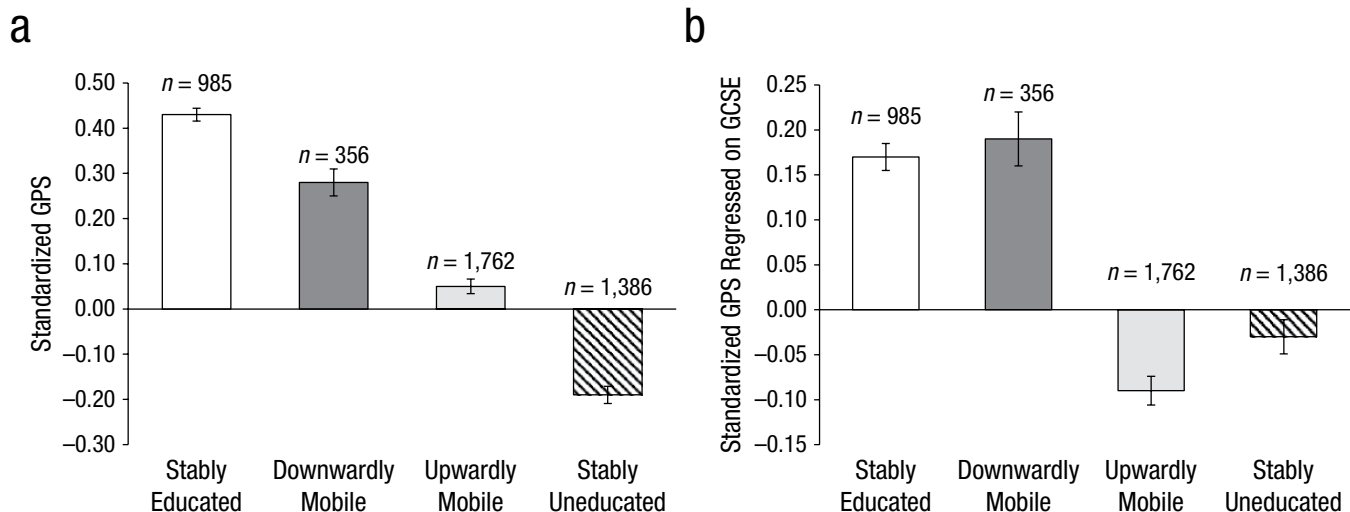 a
Standardized GPS
0.50
0.40
0.30
0.20
0.10
0.00
–0.10
–0.20
–0.30
n = 985
n = 356
n = 1,762
n = 1,386
Stably
Educated
Downwardly
Mobile
Upwardly
Mobile
Stably
Uneducated
b
Standardized GPS Regressed on GCSE
0.25
0.20
0.15
0.10
0.05
0.00
–0.05
–0.10
–0.15
n = 985
n = 356
n = 1,762
n = 1,386
Stably
Educated
Downwardly
Mobile
Upwardly
Mobile
Stably
Uneducated